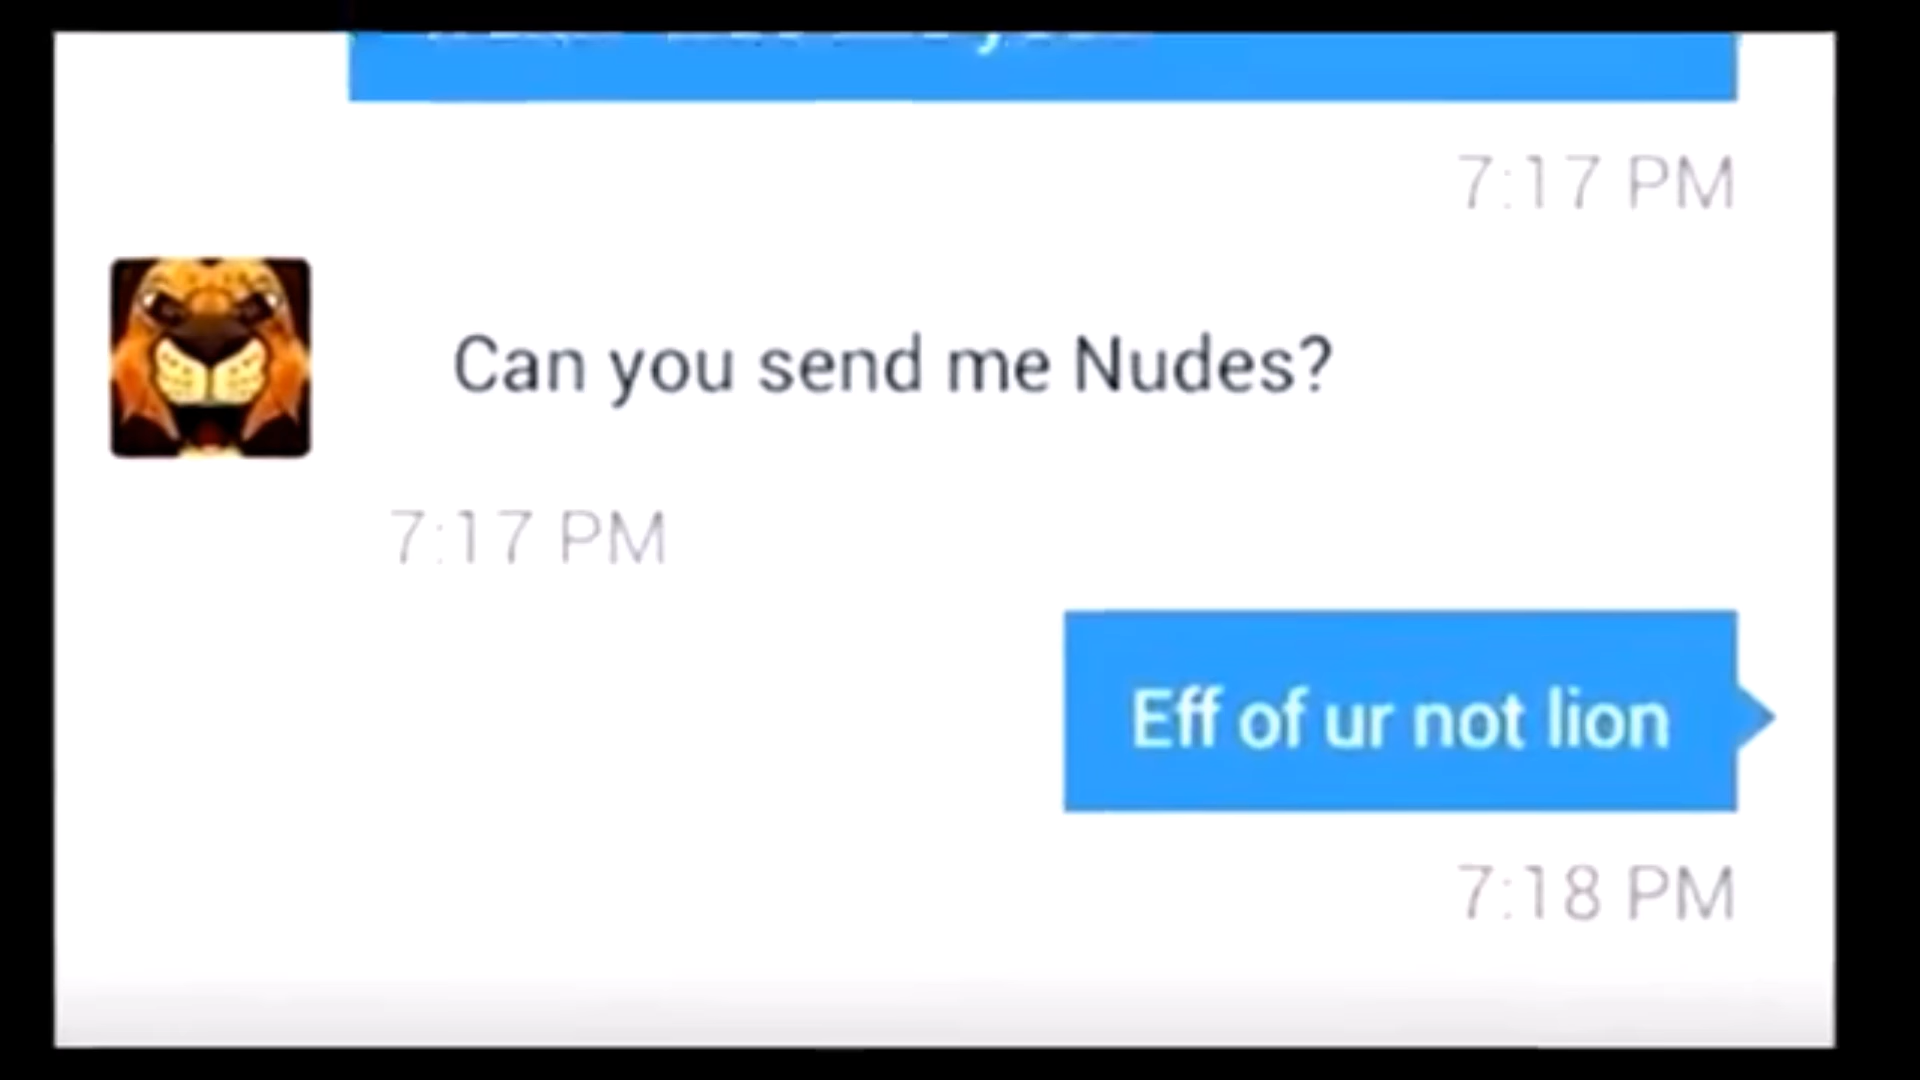 7:17 PM
Can you send me Nudes?
7:17 PM
Eff of ur not lion
7:18 PM